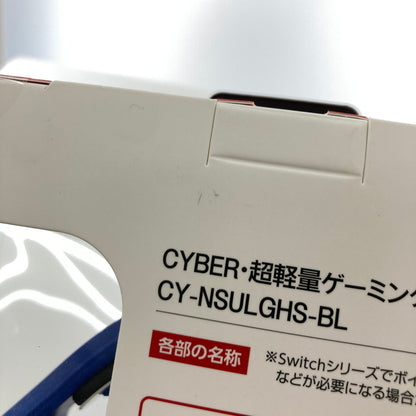 CYBER・超軽量ゲーミング
CY-NSULGHS-BL
各部の名称
※Switchシリーズでボイ
などが必要になる場合